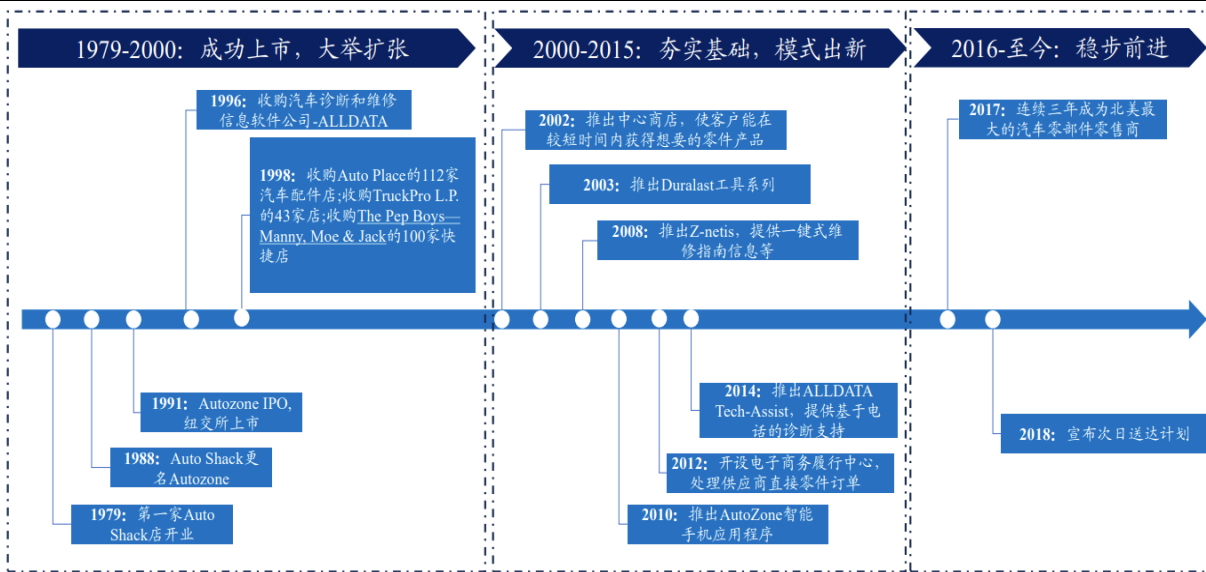 1979-2000：成功上市，大举扩张
1996：收购汽车诊断和维修
信息软件公司-ALLDATA
1998：收购Auto Place的112家
汽车配件店;收购TruckPro L.P.
的43家店;收购The Pep Boys—
Manny, Moe & Jack的100家快
捷店
1991：Autozone IPO,
纽交所上市
1988：Auto Shack更
名Autozone
1979：第一家Auto
Shack店开业
2000-2015：夯实基础，模式出新
2002：推出中心商店，使客户能在
较短时间内获得想要的零件产品
2003：推出Duralast工具系列
2008：推出Z-netis，提供一键式维
修指南信息等
2014：推出ALLDATA
Tech-Assist，提供基于电
话的诊断支持
2012：开设电子商务履行中心，
处理供应商直接零件订单
2010：推出AutoZone智能
手机应用程序
2016-至今：稳步前进
2017：连续三年成为北美最
大的汽车零部件零售商
2018：宣布次日送达计划